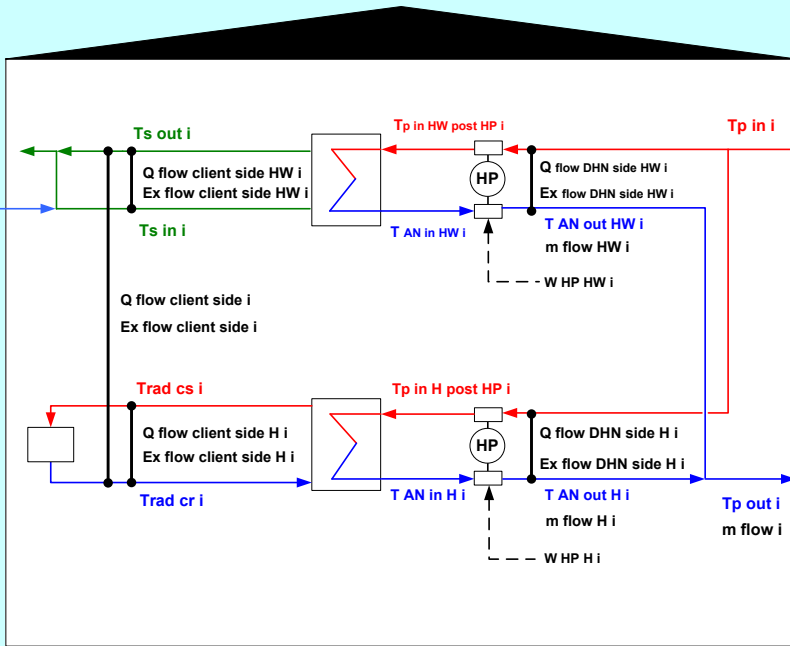 Ts out i
Tp in HW post HP i
Tp in i
Q flow client side HW i
Ex flow client side HW i
HP
Q flow DHN side HW i
Ex flow DHN side HW i
Ts in i
T AN in HW i
T AN out HW i
m flow HW i
W HP HW i
Q flow client side i
Ex flow client side i
Trad cs i
Tp in H post HP i
Q flow client side H i
Ex flow client side H i
HP
Q flow DHN side H i
Ex flow DHN side H i
Trad cr i
T AN in H i
T AN out H i
m flow H i
Tp out i
m flow i
W HP H i